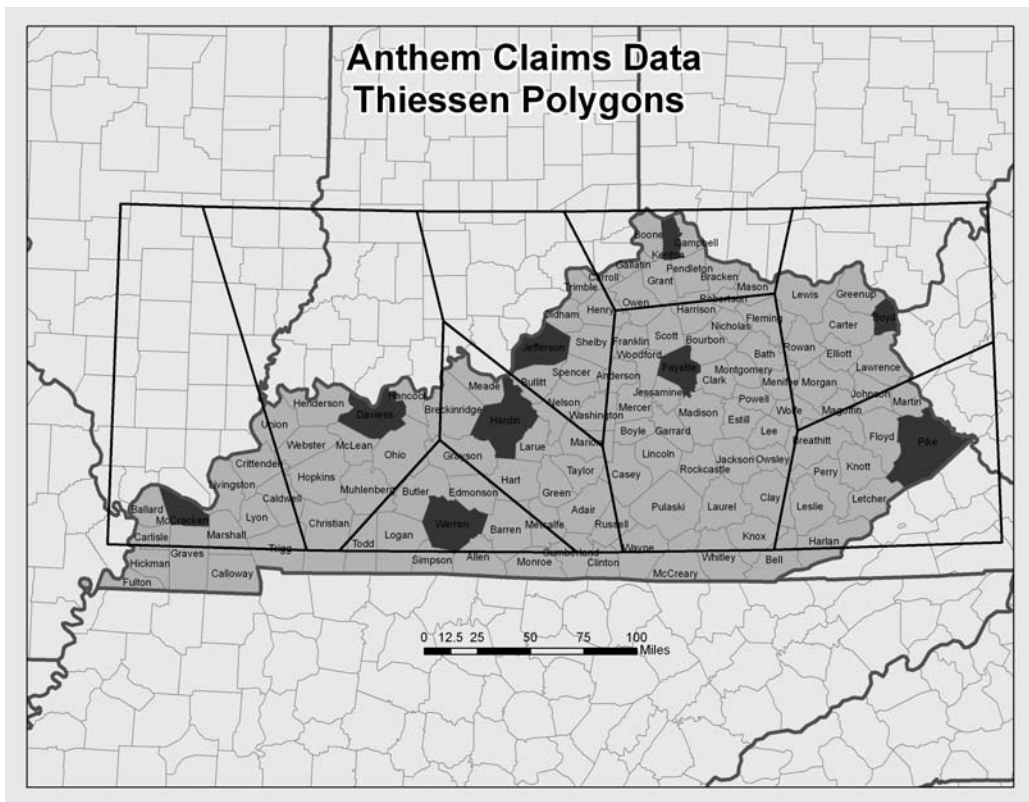 Anthem Claims Data
Thiessen Polygons
Boone
Campbell
Kenton
Gallatin
Pendleton
Carroll
Grant
Bracken
Trimble
Mason
Lewis
Greenup
Owen
Robertson
Henry
Harrison
Oldham
Fleming
Boyd
Nicholas
Carter
Scott
Jefferson
Shelby
Franklin
Bourbon
Rowan
Woodford
Bath
Elliott
Fayette
Montgomery
Lawrence
Spencer
Anderson
Clark
Bullitt
Menifee
Morgan
Meade
Jessamine
Johnson
Hancock
Powell
Martin
Henderson
Nelson
Mercer
Wolfe
Magoffin
Breckinridge
Washington
Madison
Daviess
Hardin
Estill
Union
Boyle
Garrard
Lee
Floyd
Pike
Webster
McLean
Larue
Marion
Breathitt
Ohio
Grayson
Lincoln
Jackson
Owsley
Crittenden
Taylor
Rockcastle
Perry
Knott
Hopkins
Hart
Casey
Livingston
Muhlenberg
Butler
Edmonson
Green
Clay
Letcher
Caldwell
Adair
Pulaski
Laurel
Leslie
Ballard
McCracken
Lyon
Christian
Warren
Barren
Metcalfe
Russell
Carlisle
Marshall
Logan
Knox
Todd
Harlan
Graves
Trigg
Cumberland
Wayne
Simpson
Allen
Monroe
Clinton
Whitley
Bell
Hickman
Calloway
McCreary
Fulton
0 12.5 25 50 75 100
Miles